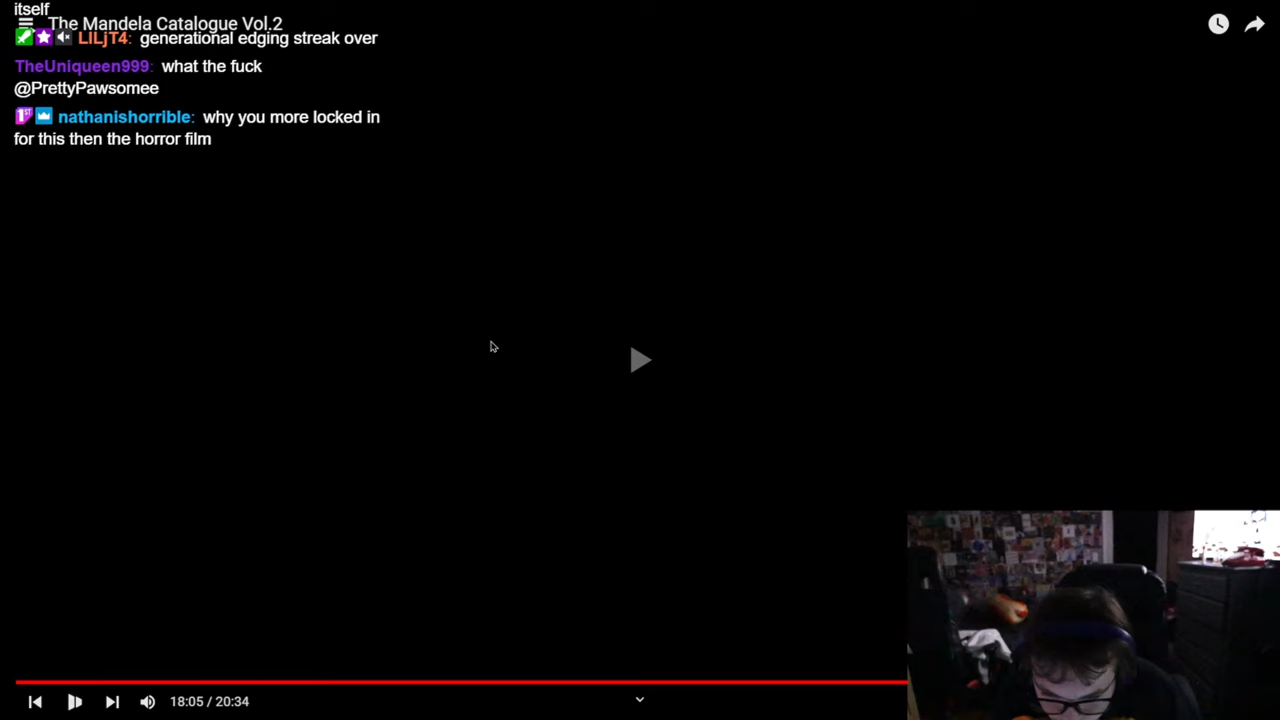 itself
The Mandela Catalogue Vol.2
LILjT4: generational edging streak over
TheUniqueen999: what the fuck
@PrettyPawsomee
1ST nathanishorrible: why you more locked in
for this then the horror film
18:05 / 20:34